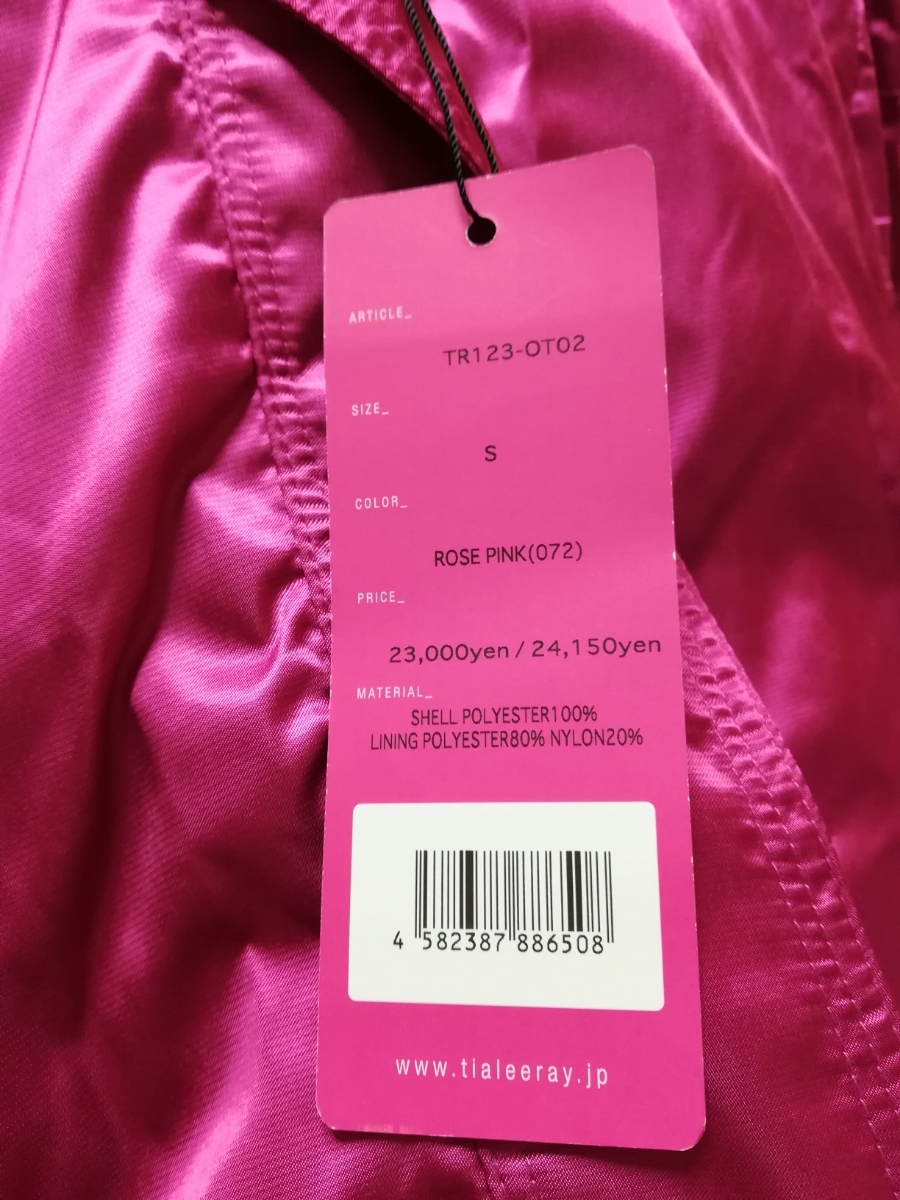 ARTICLE_
TR123-OT02
SIZE_
S
COLOR_
ROSE PINK(072)
PRICE_
23,000yen / 24,150yen
MATERIAL_
SHELL POLYESTER100%
LINING POLYESTER80% NYLON20%
4 582387 886508
www.tialeeray.jp